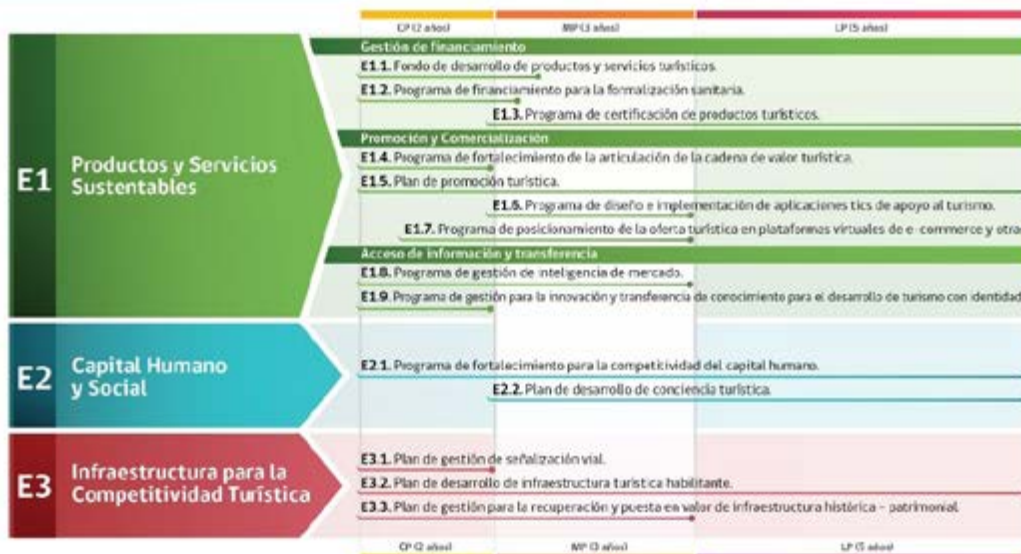 CP (2 años) MP (3 años) LP (5 años)
E1 Productos y Servicios
Sustentables
Gestión de financiamiento
E1.1. Fondo de desarrollo de productos y servicios turísticos.
E1.2. Programa de financiamiento para la formalización sanitaria.
E1.3. Programa de certificación de productos turísticos.
Promoción y Comercialización
E1.4. Programa de fortalecimiento de la articulación de la cadena de valor turística.
E1.5. Plan de promoción turística.
E1.6. Programa de diseño e implementación de aplicaciones tics de apoyo al turismo.
E1.7. Programa de posicionamiento de la oferta turística en plataformas virtuales de e-commerce y otra
Acceso de información y transferencia
E1.8. Programa de gestión de inteligencia de mercado.
E1.9. Programa de gestión para la innovación y transferencia de conocimiento para el desarrollo de turismo con identidad
E2 Capital Humano
y Social
E2.1. Programa de fortalecimiento para la competitividad del capital humano.
E2.2. Plan de desarrollo de conciencia turística.
E3 Infraestructura para la
Competitividad Turística
E3.1. Plan de gestión de señalización vial.
E3.2. Plan de desarrollo de infraestructura turística habilitante.
E3.3. Plan de gestión para la recuperación y puesta en valor de infraestructura histórica – patrimonial.
CP (2 años) MP (3 años) LP (5 años)